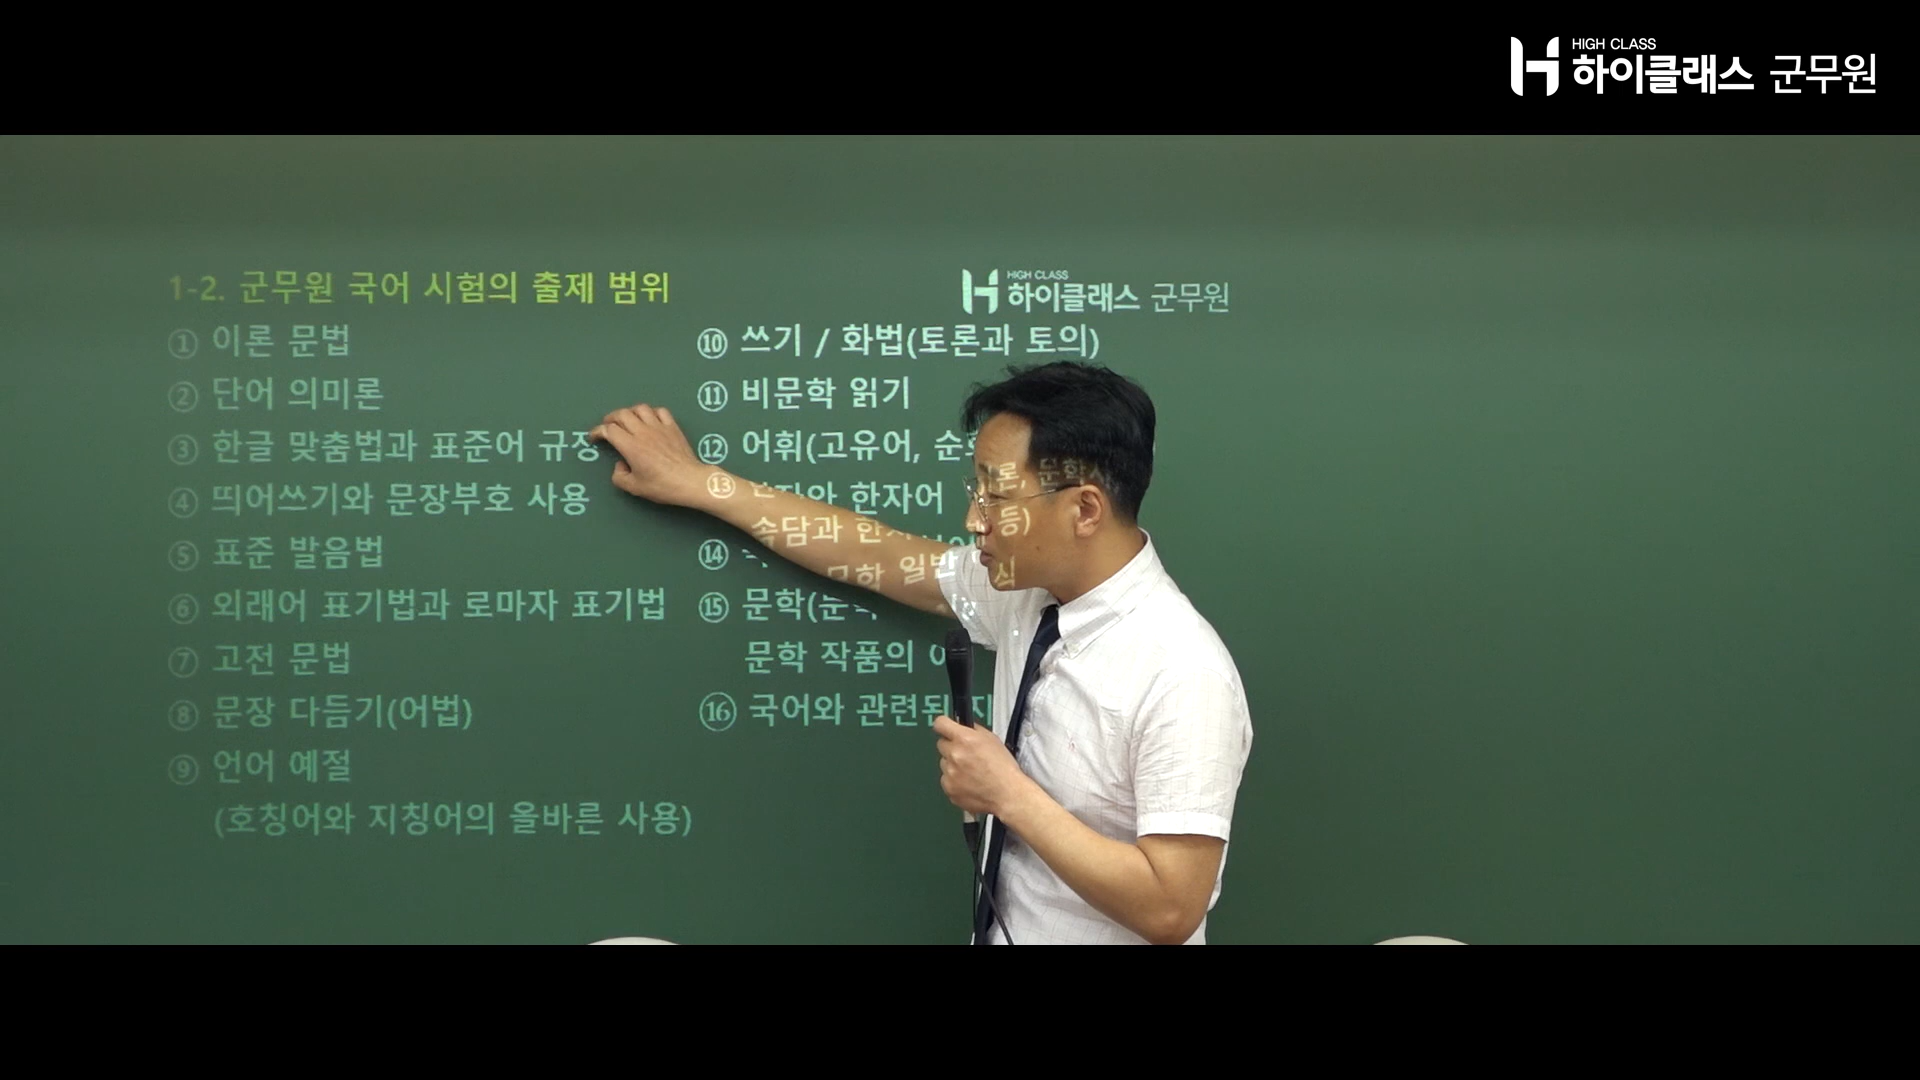 HIGH CLASS
하이클래스 군무원
1-2. 군무원 국어 시험의 출제 범위
HIGH CLASS
하이클래스 군무원
① 이론 문법
② 단어 의미론
③ 한글 맞춤법과 표준어 규정
④ 띄어쓰기와 문장부호 사용
⑤ 표준 발음법
⑥ 외래어 표기법과 로마자 표기법
⑦ 고전 문법
⑧ 문장 다듬기(어법)
⑨ 언어 예절
(호칭어와 지칭어의 올바른 사용)
⑩ 쓰기 / 화법(토론과 토의)
⑪ 비문학 읽기
⑫ 어휘(고유어,
⑬ 한자어
⑭ 속담과
⑮ 문학
일반
문학 작품의
⑯ 국어와 관련된